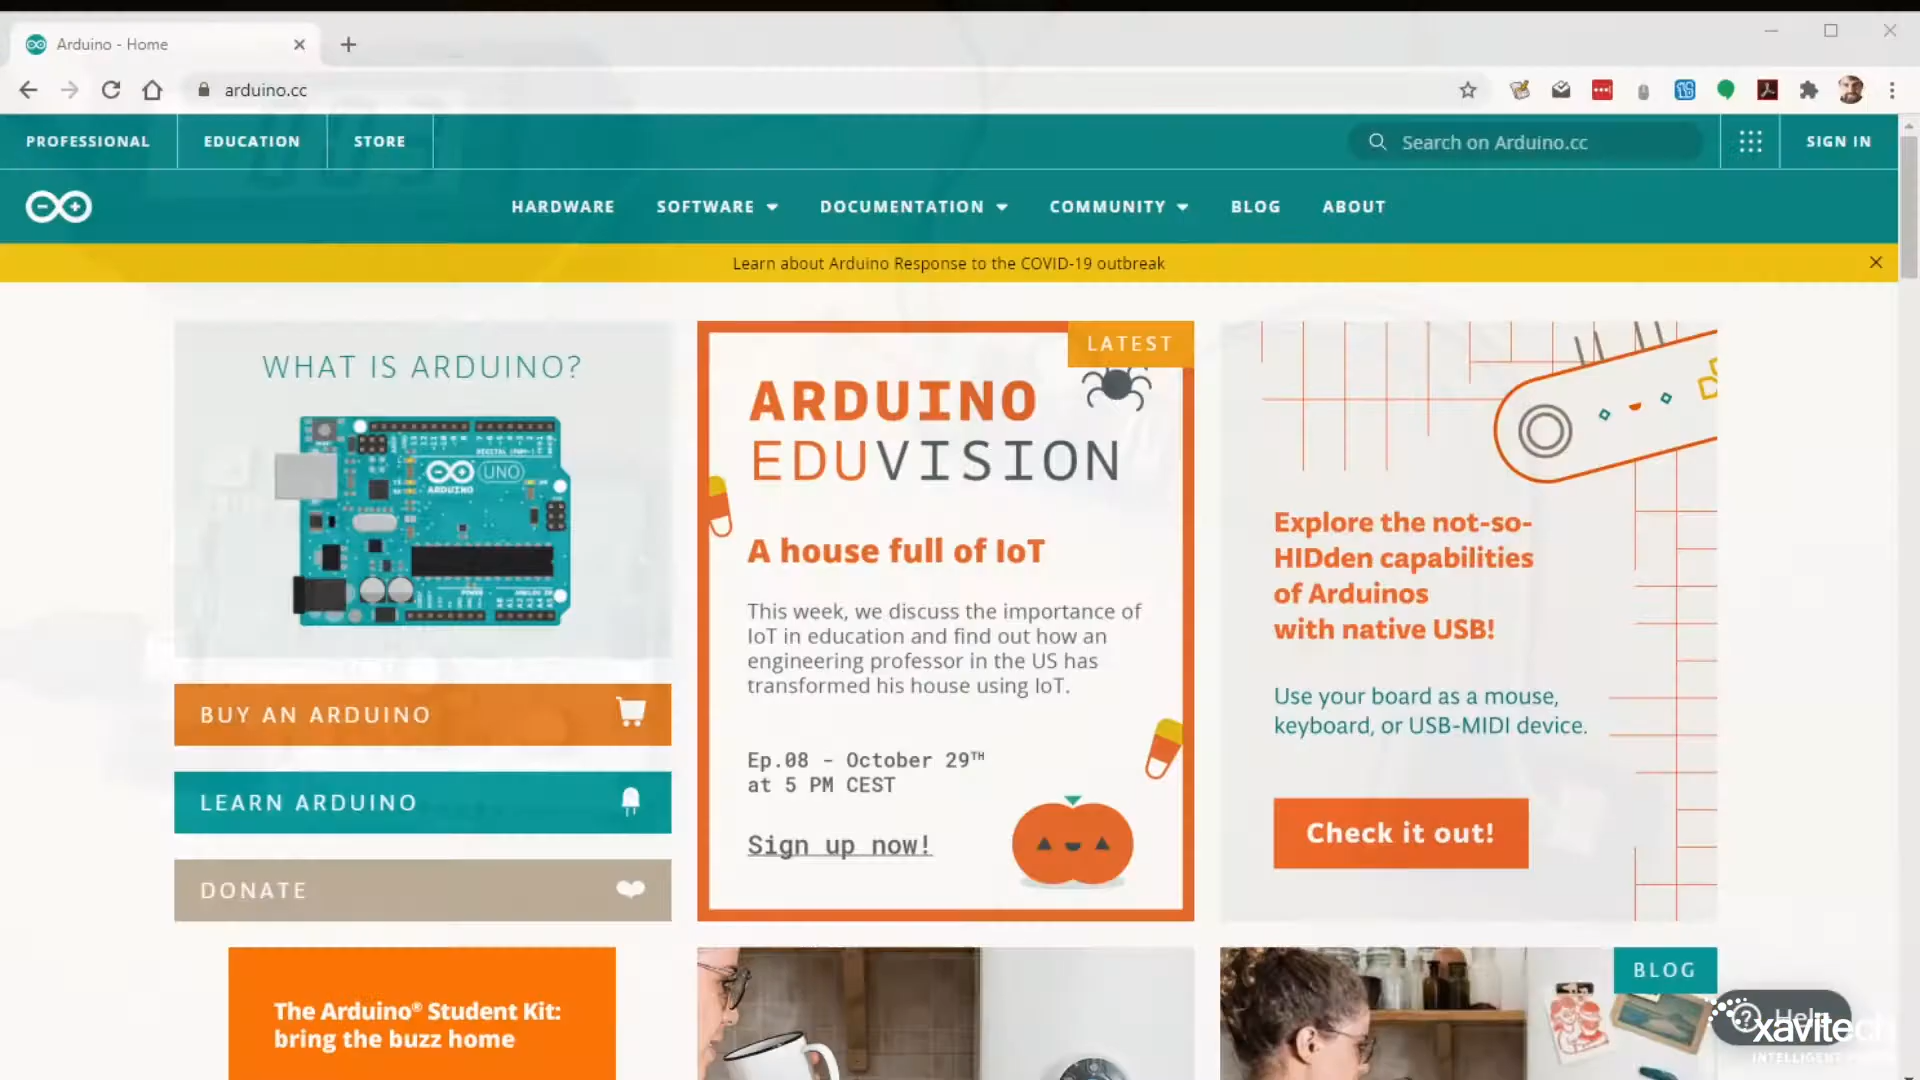 Arduino - Home
arduino.cc
PROFESSIONAL
EDUCATION
STORE
Search on Arduino.cc
SIGN IN
HARDWARE
SOFTWARE
DOCUMENTATION
COMMUNITY
BLOG
ABOUT
Learn about Arduino Response to the COVID-19 outbreak
WHAT IS ARDUINO?
UNO
ARDUINO
BUY AN ARDUINO
LEARN ARDUINO
DONATE
The Arduino® Student Kit:
bring the buzz home
LATEST
ARDUINO
EDUVISION
A house full of IoT
This week, we discuss the importance of
IoT in education and find out how an
engineering professor in the US has
transformed his house using IoT.
Ep.08 - October 29TH
at 5 PM CEST
Sign up now!
Explore the not-so-
HIDden capabilities
of Arduinos
with native USB!
Use your board as a mouse,
keyboard, or USB-MIDI device.
Check it out!
BLOG
Help
xavitech
INTELLIGENT